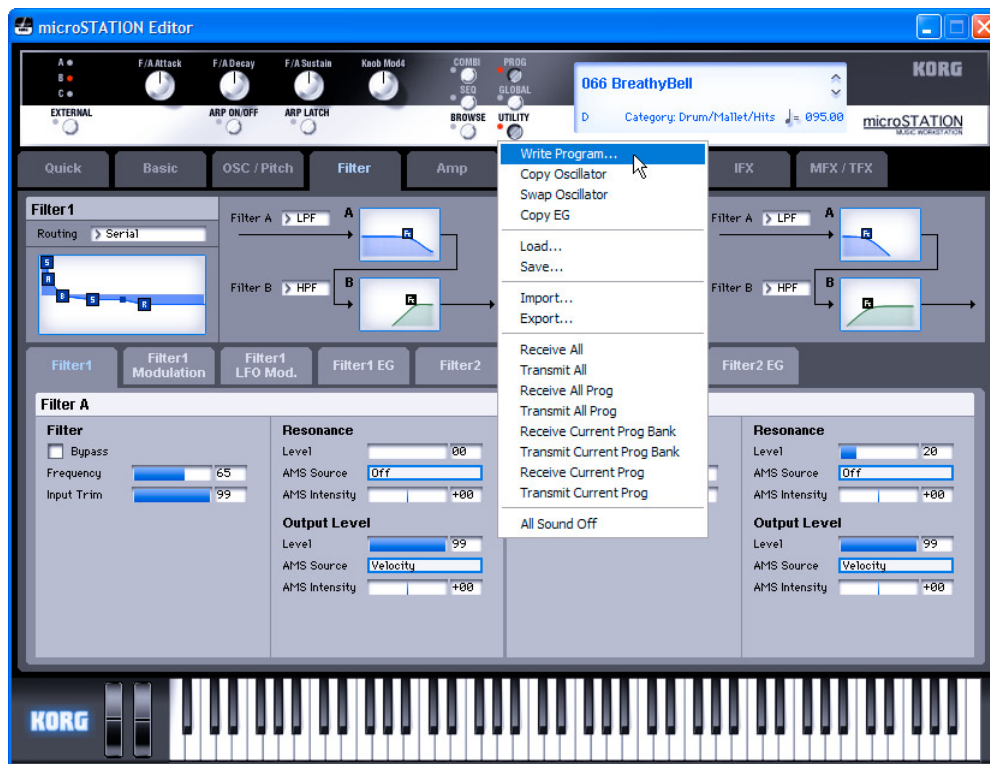 microSTATION Editor
A
B
C
F/A Attack
F/A Decay
F/A Sustain
Knob Mod4
COMBI
PROG
SEQ
GLOBAL
EXTERNAL
ARP ON/OFF
ARP LATCH
BROWSE
UTILITY
066 BreathyBell
D Category: Drum/Mallet/Hits ♩= 095.00
KORG
microSTATION
MUSIC WORKSTATION
Quick
Basic
OSC / Pitch
Filter
Amp
IFX
MFX / TFX
Write Program...
Copy Oscillator
Swap Oscillator
Copy EG
Load...
Save...
Import...
Export...
Receive All
Transmit All
Receive All Prog
Transmit All Prog
Receive Current Prog Bank
Transmit Current Prog Bank
Receive Current Prog
Transmit Current Prog
All Sound Off
Filter1
Routing Serial
S
R
B
S
R
Filter A LPF
A
Fc
Filter B HPF
B
Fc
Filter A LPF
A
Fc
Filter B HPF
B
Fc
Filter1
Filter1
Modulation
Filter1
LFO Mod.
Filter1 EG
Filter2
Filter2 EG
Filter A
Filter
Bypass
Frequency 65
Input Trim 99
Resonance
Level 00
AMS Source Off
AMS Intensity +00
Output Level
Level 99
AMS Source Velocity
AMS Intensity +00
Resonance
Level 20
AMS Source Off
AMS Intensity +00
Output Level
Level 99
AMS Source Velocity
AMS Intensity +00
KORG